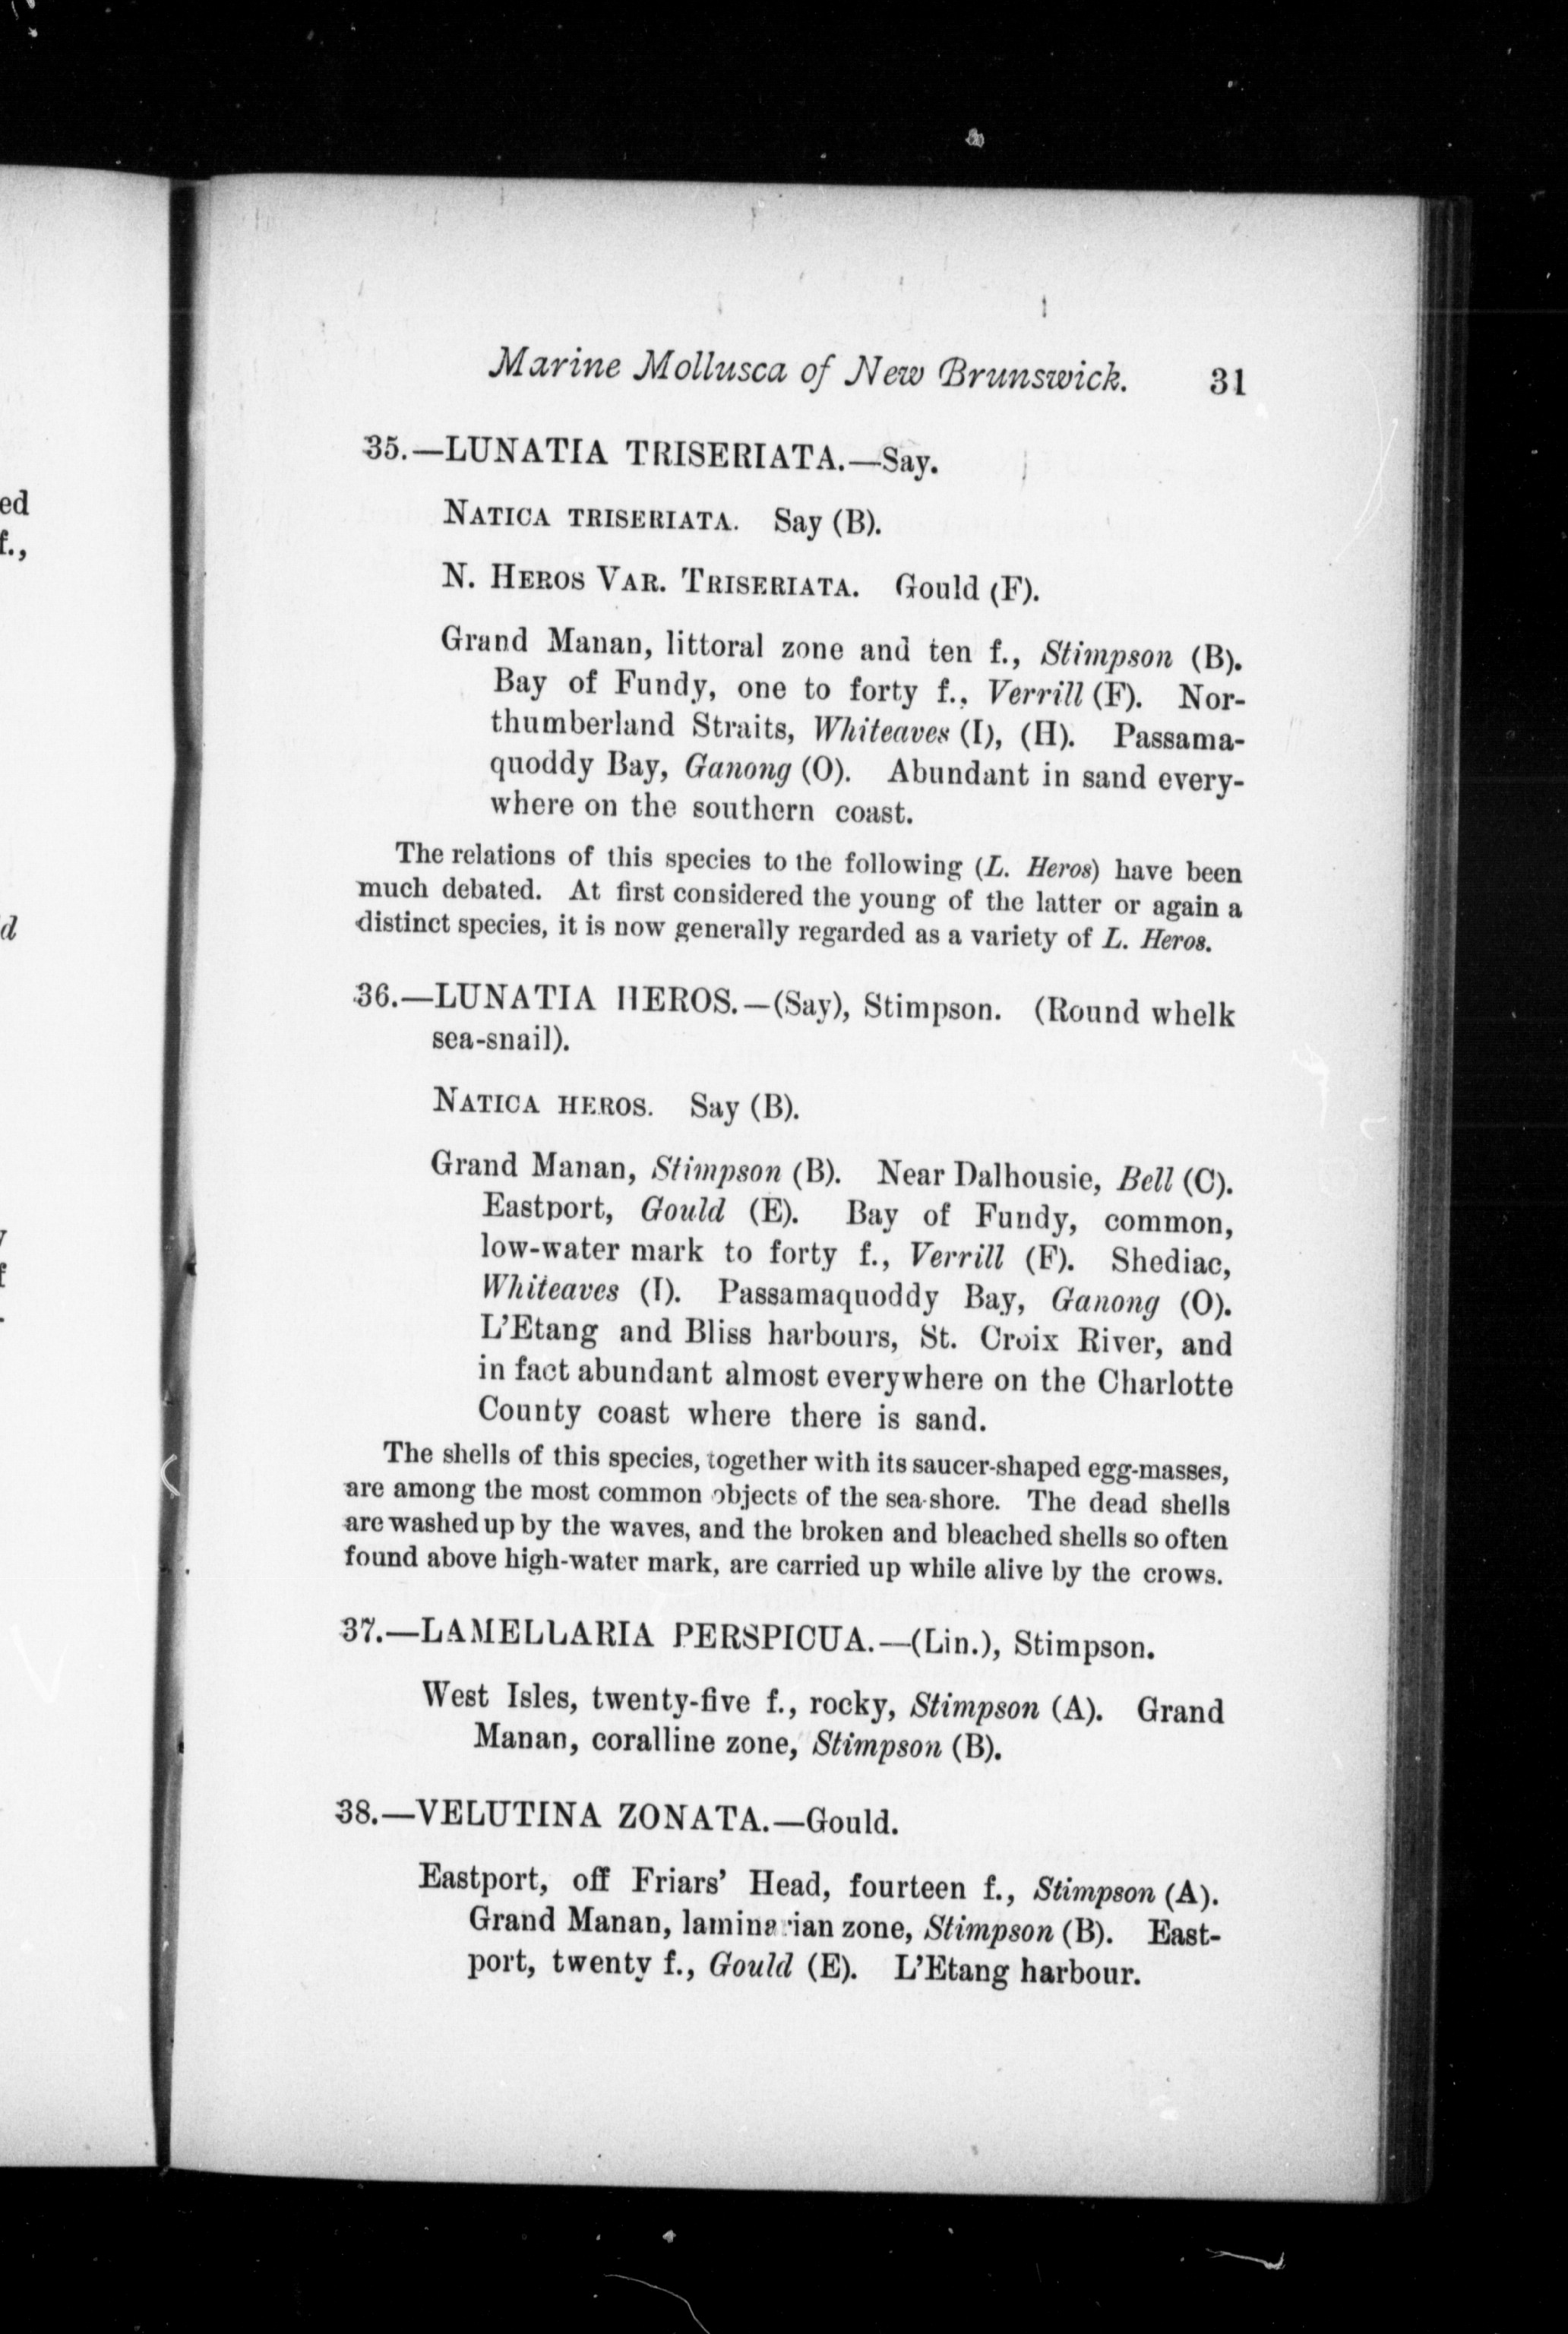 Marine Mollusca of New Brunswick. 31
35.—LUNATIA TRISERIATA.—Say.
NATICA TRISERIATA. Say (B).
N. HEROS VAR. TRISERIATA. Gould (F).
Grand Manan, littoral zone and ten f., Stimpson (B).
Bay of Fundy, one to forty f., Verrill (F). Nor-
thumberland Straits, Whiteaves (I), (H). Passama-
quoddy Bay, Ganong (O). Abundant in sand every-
where on the southern coast.
The relations of this species to the following (L. Heros) have been
much debated. At first considered the young of the latter or again a
distinct species, it is now generally regarded as a variety of L. Heros.
36.—LUNATIA HEROS.—(Say), Stimpson. (Round whelk
sea-snail).
NATICA HEROS. Say (B).
Grand Manan, Stimpson (B). Near Dalhousie, Bell (C).
Eastport, Gould (E). Bay of Fundy, common,
low-water mark to forty f., Verrill (F). Shediac,
Whiteaves (I). Passamaquoddy Bay, Ganong (O).
L'Etang and Bliss harbours, St. Croix River, and
in fact abundant almost everywhere on the Charlotte
County coast where there is sand.
The shells of this species, together with its saucer-shaped egg-masses,
are among the most common objects of the sea-shore. The dead shells
are washed up by the waves, and the broken and bleached shells so often
found above high-water mark, are carried up while alive by the crows.
37.—LAMELLARIA PERSPICUA.—(Lin.), Stimpson.
West Isles, twenty-five f., rocky, Stimpson (A). Grand
Manan, coralline zone, Stimpson (B).
38.—VELUTINA ZONATA.—Gould.
Eastport, off Friars' Head, fourteen f., Stimpson (A).
Grand Manan, laminarian zone, Stimpson (B). East-
port, twenty f., Gould (E). L'Etang harbour.